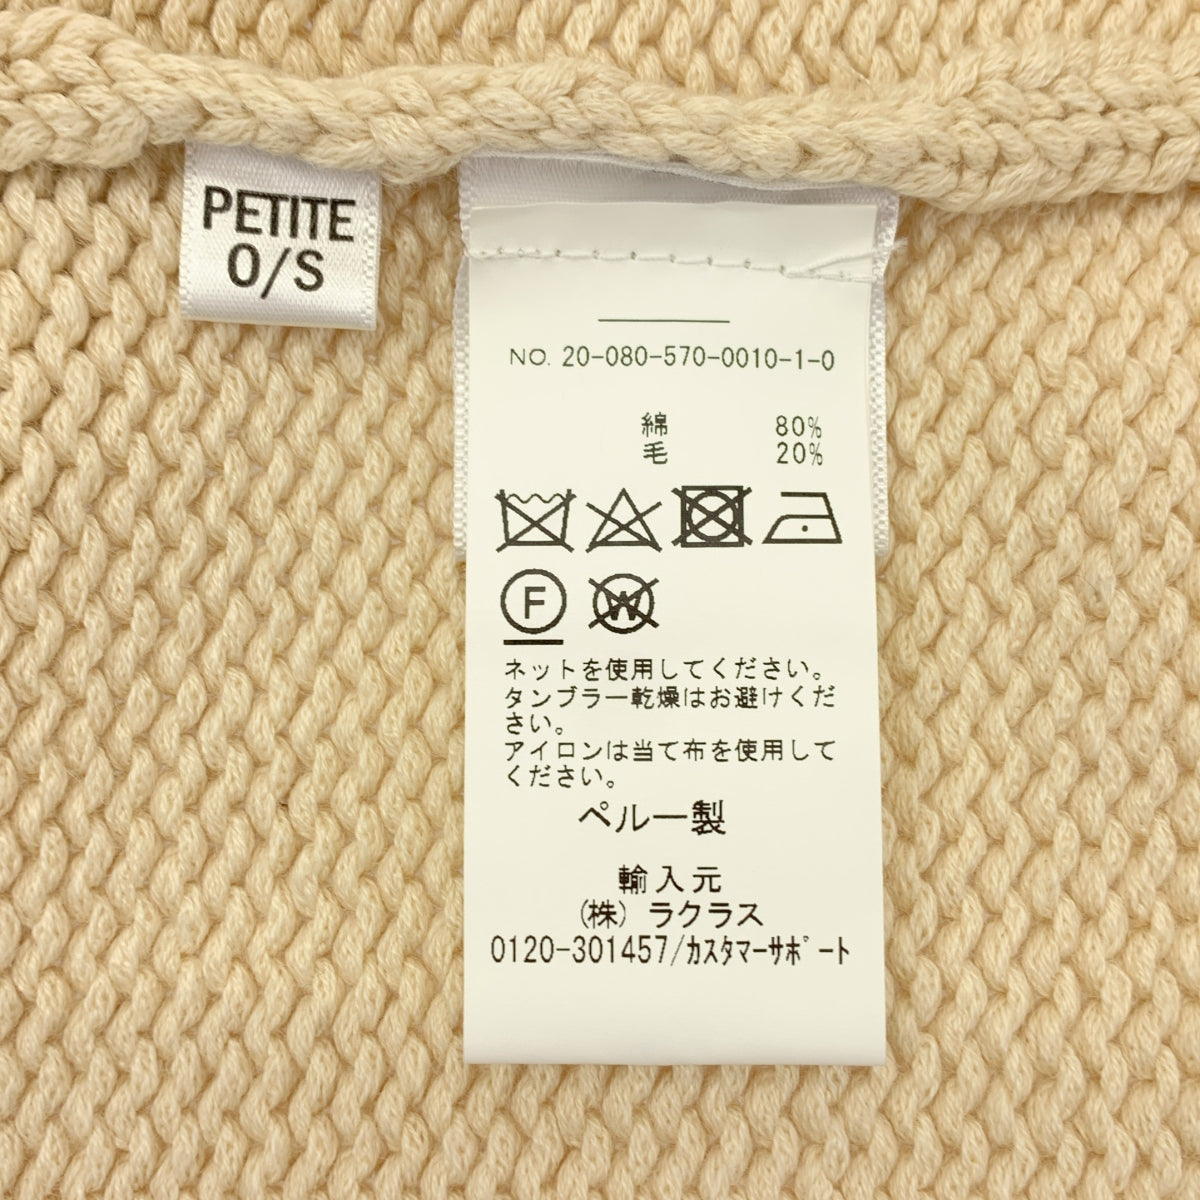 PETITE
O/S
NO. 20-080-570-0010-1-0
綿 80%
毛 20%
F
W
ネットを使用してください。
タンブラー乾燥はお避けくだ
さい。
アイロンは当て布を使用して
ください。
ペルー製
輸入元
(株) ラクラス
0120-301457/ｶｽﾀﾏｰｻﾎﾟｰﾄ